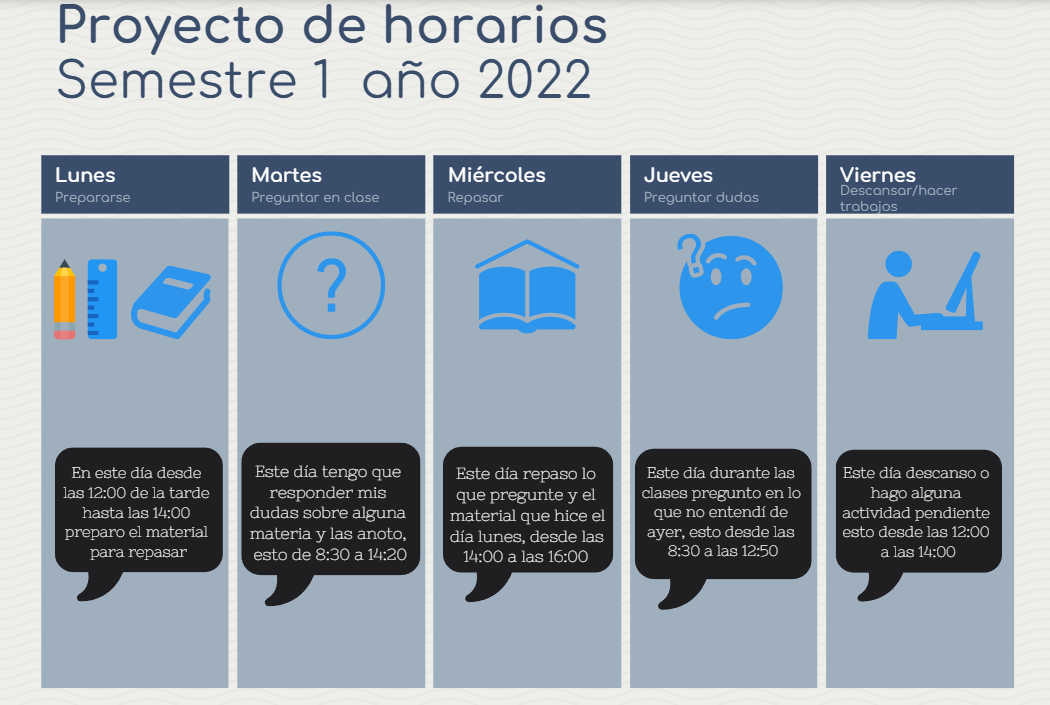 Proyecto de horarios
Semestre 1 año 2022
Lunes
Prepararse
Martes
Preguntar en clase
Miércoles
Repasar
Jueves
Preguntar dudas
Viernes
Descansar/hacer
trabajos
?
?
En este día desde
las 12:00 de la tarde
hasta las 14:00
preparo el material
para repasar
Este día tengo que
responder mis
dudas sobre alguna
materia y las anoto,
esto de 8:30 a 14:20
Este día repaso lo
que pregunte y el
material que hice el
día lunes, desde las
14:00 a las 16:00
Este día durante las
clases pregunto en lo
que no entendí de
ayer, esto desde las
8:30 a las 12:50
Este día descanso o
hago alguna
actividad pendiente
esto desde las 12:00
a las 14:00